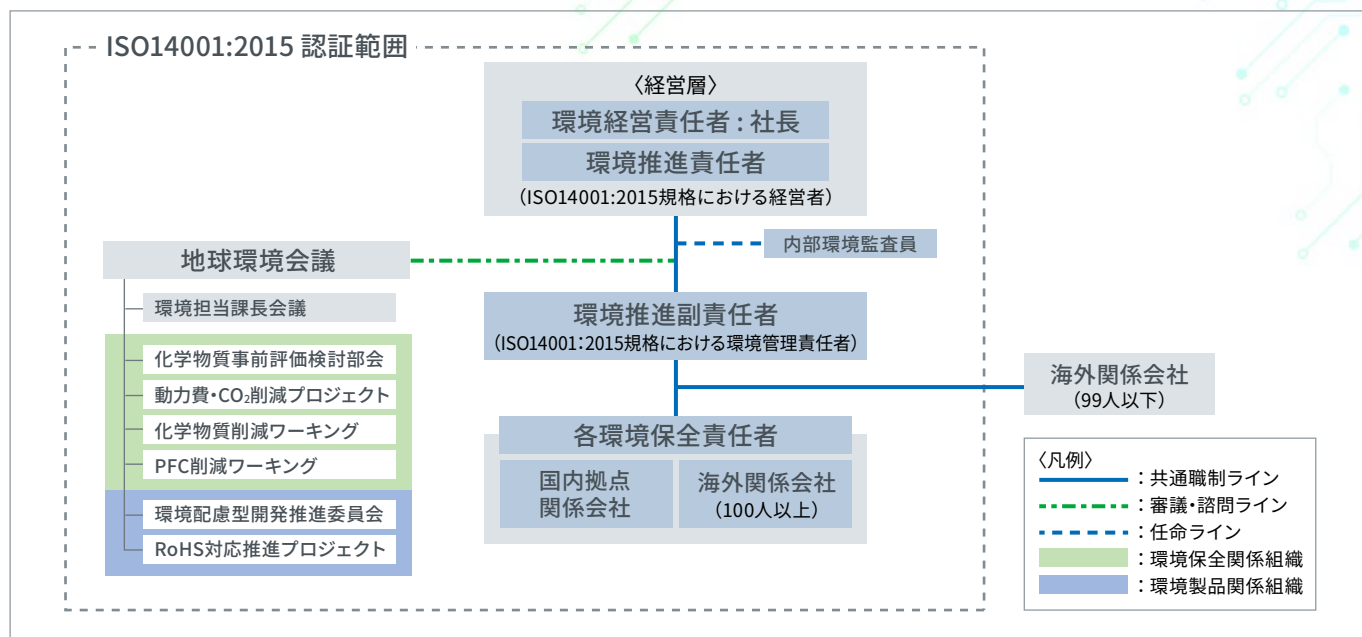 ISO14001:2015 認証範囲
〈経営層〉
環境経営責任者 : 社長
環境推進責任者
（ISO14001:2015規格における経営者）
内部環境監査員
地球環境会議
環境担当課長会議
化学物質事前評価検討部会
動力費・CO₂削減プロジェクト
化学物質削減ワーキング
PFC削減ワーキング
環境配慮型開発推進委員会
RoHS対応推進プロジェクト
環境推進副責任者
（ISO14001：2015規格における環境管理責任者）
海外関係会社
（99人以下）
各環境保全責任者
国内拠点
関係会社
海外関係会社
（100人以上）
〈凡例〉
：共通職制ライン
：審議・諮問ライン
：任命ライン
：環境保全関係組織
：環境製品関係組織